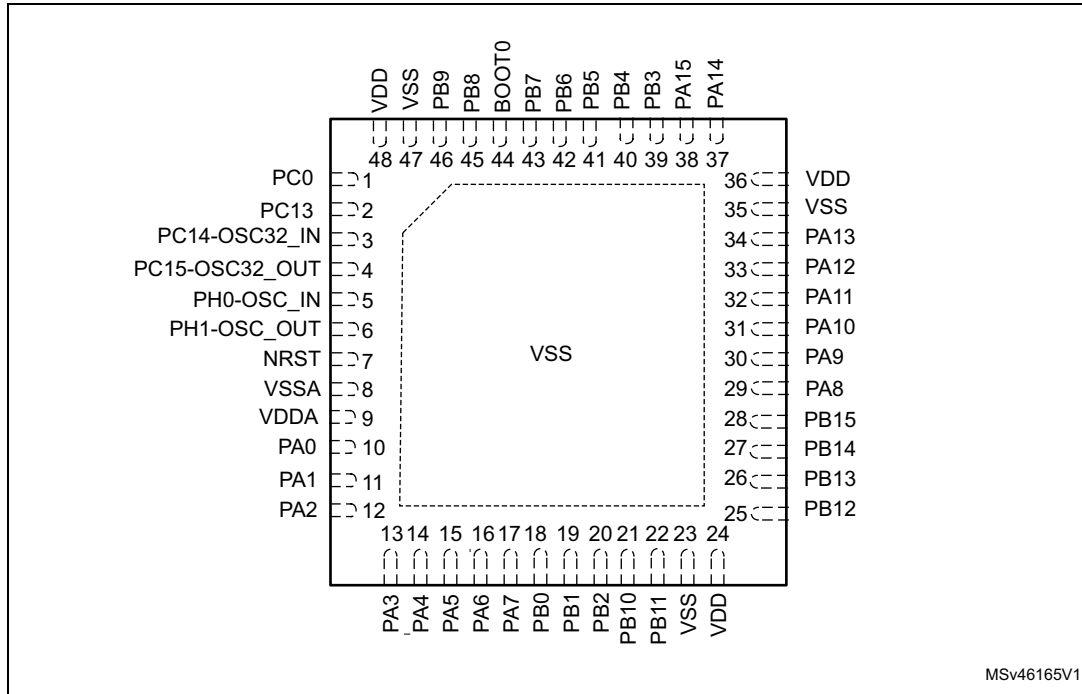 VDD
VSS
PB9
PB8
BOOT0
PB7
PB6
PB5
PB4
PB3
PA15
PA14
48 47 46 45 44 43 42 41 40 39 38 37
PC0 1
PC13 2
PC14-OSC32_IN 3
PC15-OSC32_OUT 4
PH0-OSC_IN 5
PH1-OSC_OUT 6
NRST 7
VSSA 8
VDDA 9
PA0 10
PA1 11
PA2 12
VSS
36 VDD
35 VSS
34 PA13
33 PA12
32 PA11
31 PA10
30 PA9
29 PA8
28 PB15
27 PB14
26 PB13
25 PB12
13 14 15 16 17 18 19 20 21 22 23 24
PA3
PA4
PA5
PA6
PA7
PB0
PB1
PB2
PB10
PB11
VSS
VDD
MSv46165V1